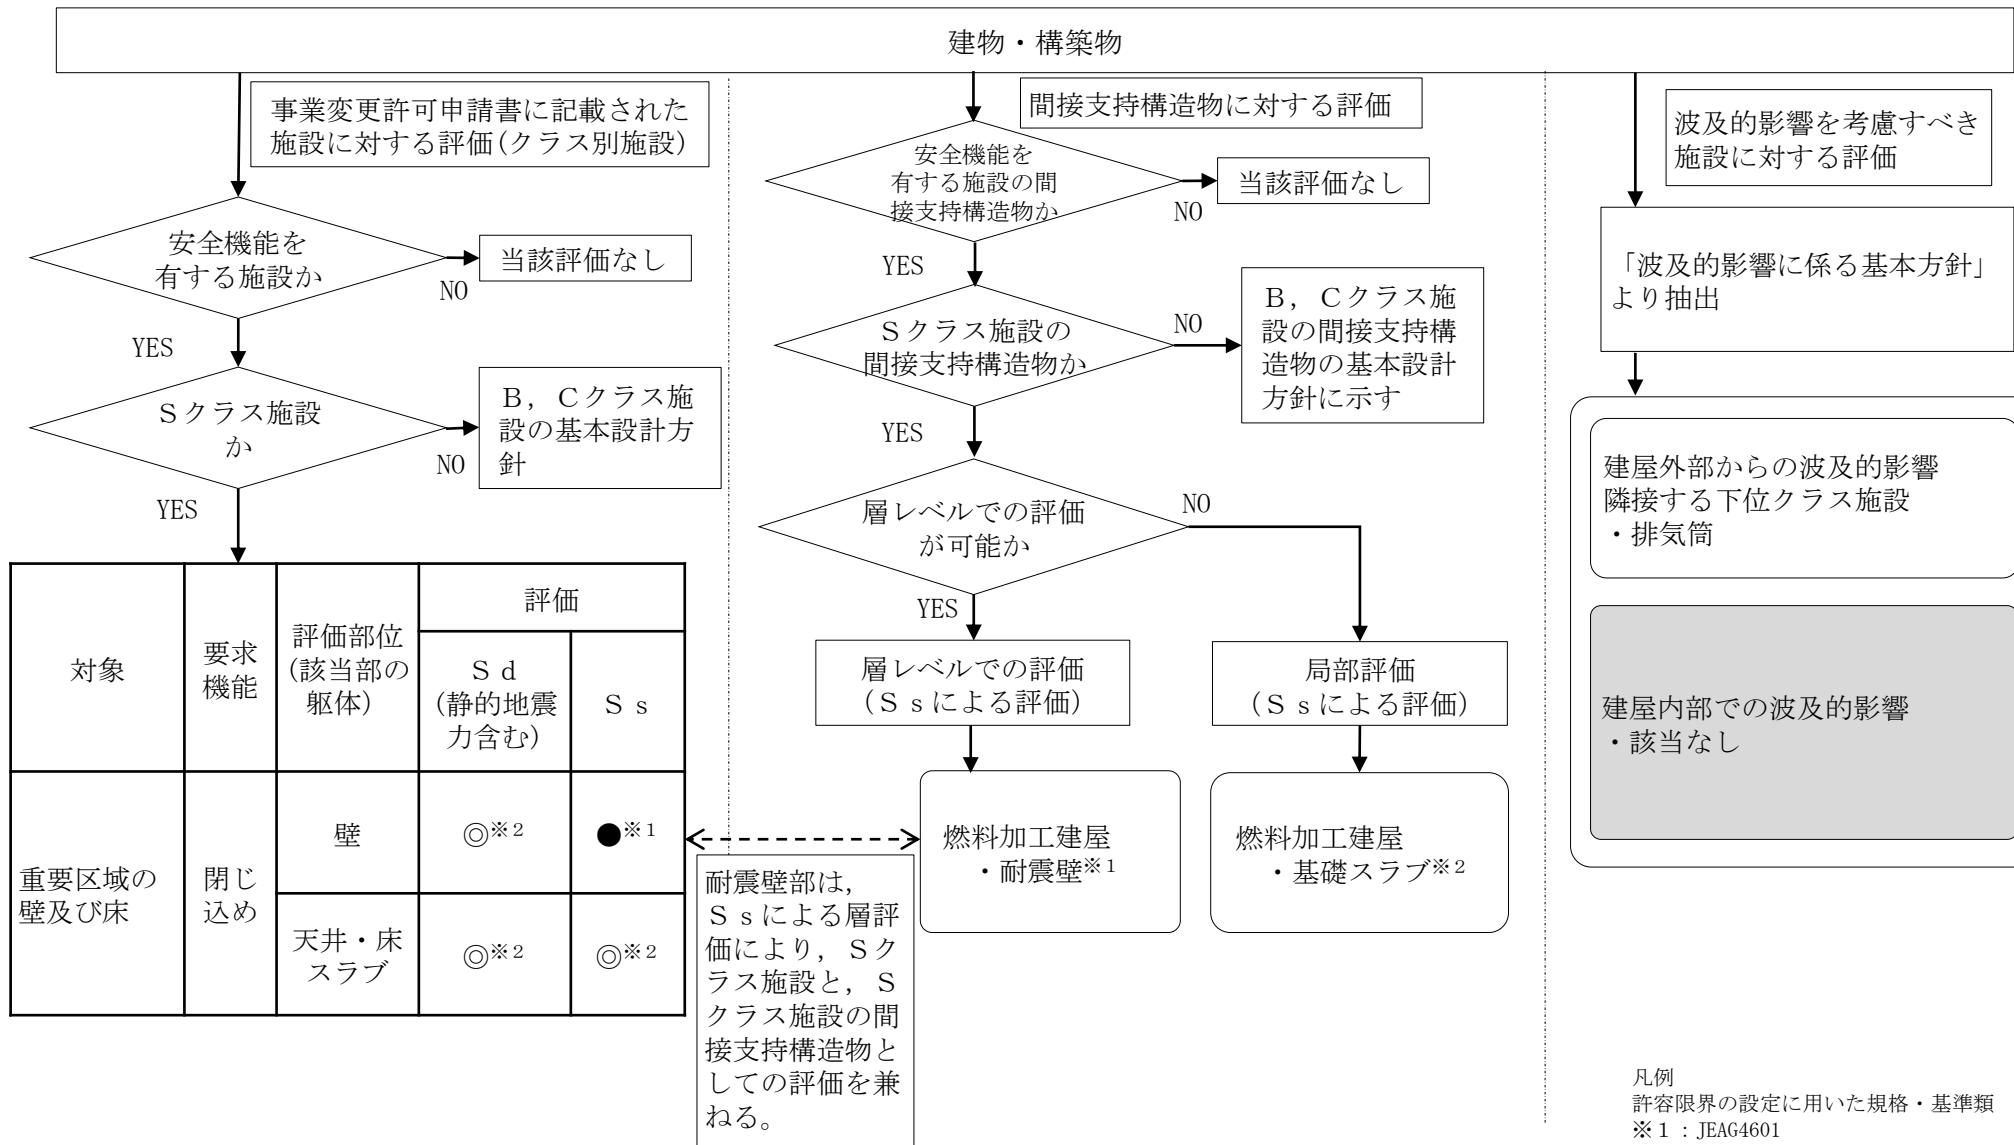 建物・構築物
事業変更許可申請書に記載された
施設に対する評価(クラス別施設)
安全機能を
有する施設か
NO
当該評価なし
YES
Sクラス施設
か
NO
B，Cクラス施
設の基本設計方
針
YES
対象
要求
機能
評価部位
(該当部の
躯体)
評価
Sd
(静的地震
力含む)
Ss
重要区域の
壁及び床
閉じ
込め
壁
◎※2
●※1
天井・床
スラブ
◎※2
◎※2
間接支持構造物に対する評価
安全機能を
有する施設の間
接支持構造物か
NO
当該評価なし
YES
Sクラス施設の
間接支持構造物か
NO
B，Cクラス施
設の間接支持構
造物の基本設計
方針に示す
YES
層レベルでの評価
が可能か
NO
YES
層レベルでの評価
(Ssによる評価)
局部評価
(Ssによる評価)
燃料加工建屋
・耐震壁※1
燃料加工建屋
・基礎スラブ※2
耐震壁部は，
Ssによる層評
価により，Sク
ラス施設と，S
クラス施設の間
接支持構造物と
しての評価を兼
ねる。
波及的影響を考慮すべき
施設に対する評価
「波及的影響に係る基本方針」
より抽出
建屋外部からの波及的影響
隣接する下位クラス施設
・排気筒
建屋内部での波及的影響
・該当なし
凡例
許容限界の設定に用いた規格・基準類
※1：JEAG4601